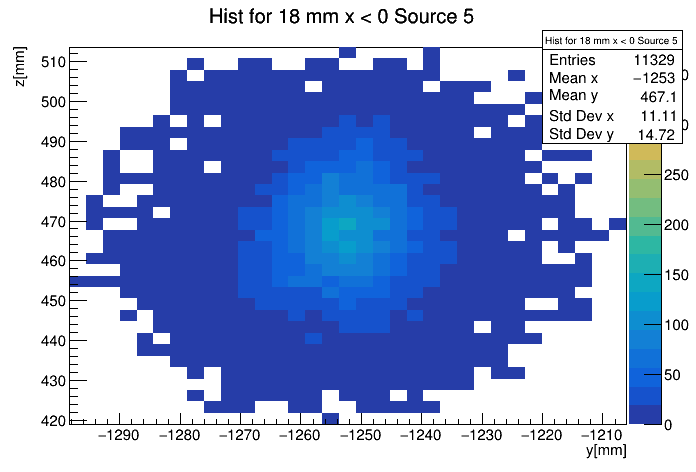 Hist for 18 mm x < 0 Source 5
Hist for 18 mm x < 0 Source 5
Entries 11329
Mean x −1253
Mean y 467.1
Std Dev x 11.11
Std Dev y 14.72
z[mm]
510
500
490
480
470
460
450
440
430
420
−1290 −1280 −1270 −1260 −1250 −1240 −1230 −1220 −1210
y[mm]
250
200
150
100
50
0